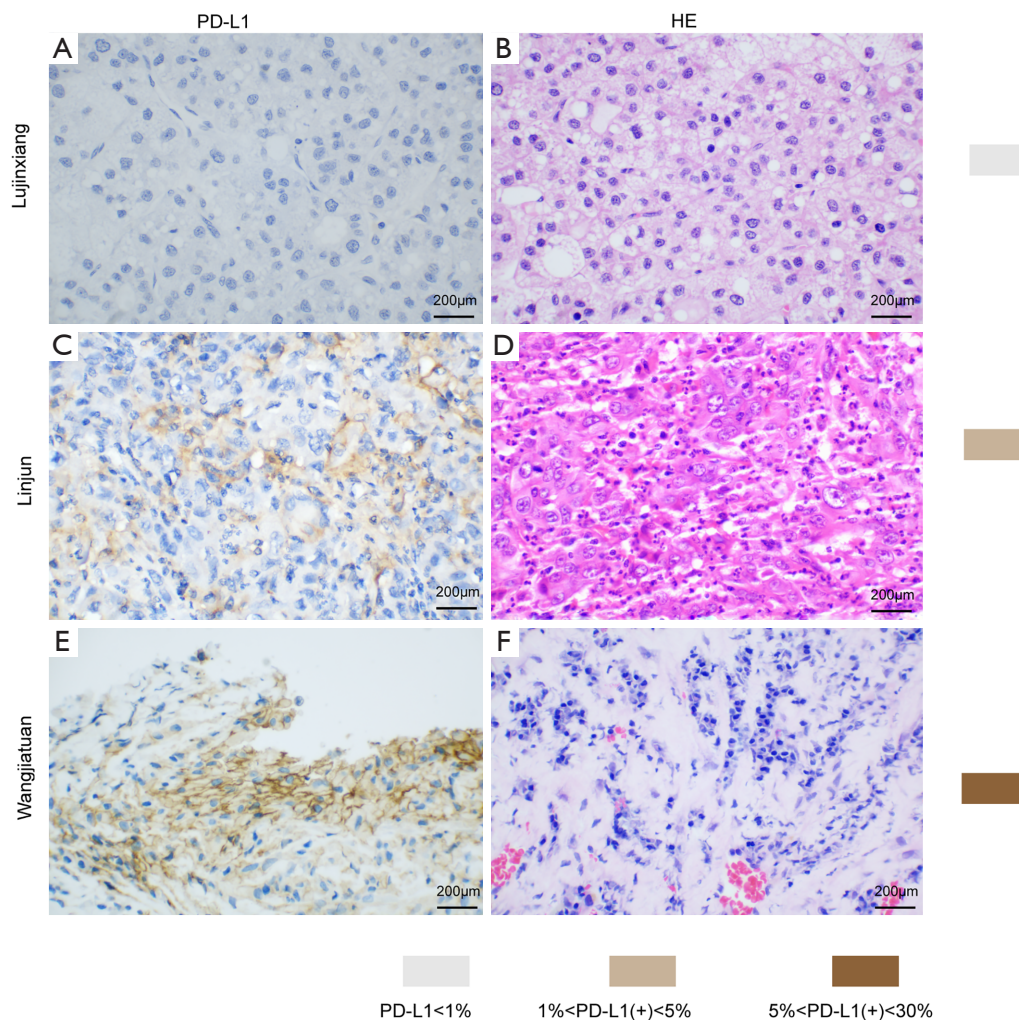 PD-L1 HE
A B
Lujinxiang
200µm 200µm
C D
Linjun
200µm 200µm
E F
Wangjiatuan
200µm 200µm
PD-L1<1% 1%<PD-L1(+)<5% 5%<PD-L1(+)<30%